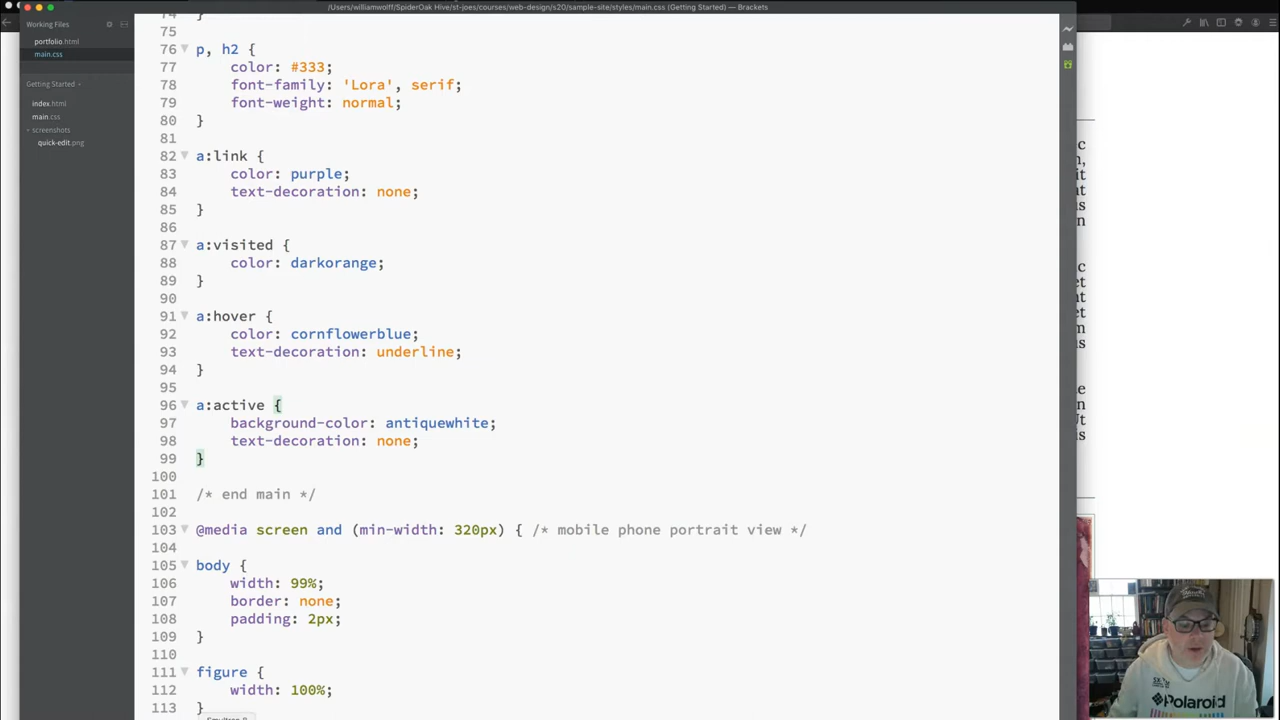 /Users/williamwolff/SpiderOak Hive/st-joes/courses/web-design/s20/sample-site/styles/main.css (Getting Started) — Brackets
Working Files
portfolio.html
main.css
Getting Started
index.html
main.css
screenshots
quick-edit.png
74 }
75
76 p, h2 {
77 color: #333;
78 font-family: 'Lora', serif;
79 font-weight: normal;
80 }
81
82 a:link {
83 color: purple;
84 text-decoration: none;
85 }
86
87 a:visited {
88 color: darkorange;
89 }
90
91 a:hover {
92 color: cornflowerblue;
93 text-decoration: underline;
94 }
95
96 a:active {
97 background-color: antiquewhite;
98 text-decoration: none;
99 }
100
101 /* end main */
102
103 @media screen and (min-width: 320px) { /* mobile phone portrait view */
104
105 body {
106 width: 99%;
107 border: none;
108 padding: 2px;
109 }
110
111 figure {
112 width: 100%;
113 }
Polaroid